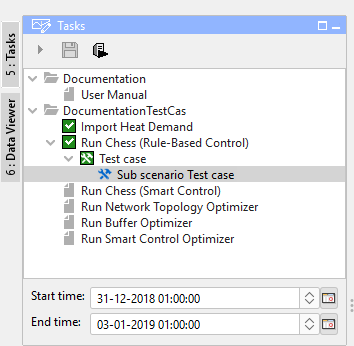 Tasks
5 : Tasks
6 : Data Viewer
Documentation
User Manual
DocumentationTestCas
Import Heat Demand
Run Chess (Rule-Based Control)
Test case
Sub scenario Test case
Run Chess (Smart Control)
Run Network Topology Optimizer
Run Buffer Optimizer
Run Smart Control Optimizer
Start time: 31-12-2018 01:00:00
End time: 03-01-2019 01:00:00